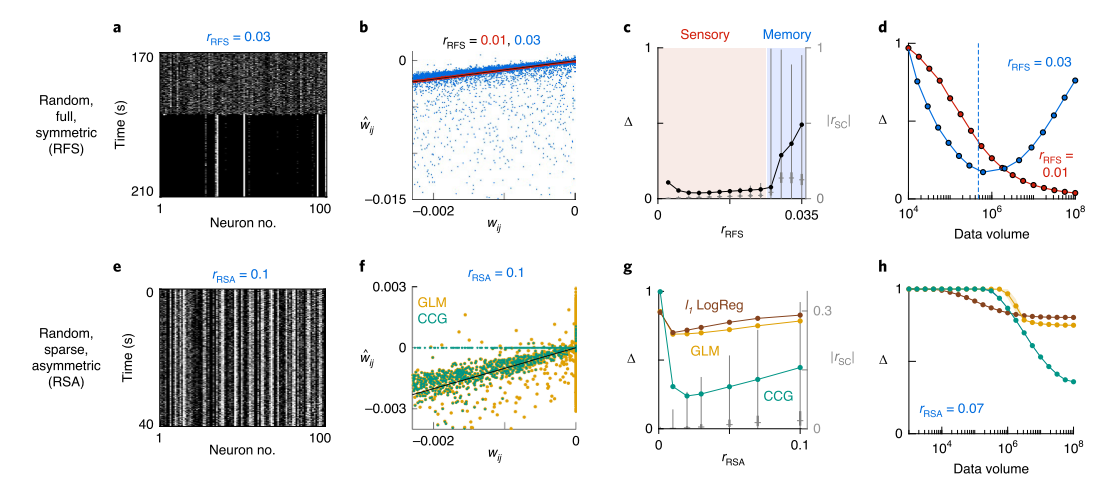 a
r_RFS = 0.03
Random,
full,
symmetric
(RFS)
Time (s)
170
210
1
100
Neuron no.
b
r_RFS = 0.01, 0.03
0
ŵ_ij
−0.015
−0.002
0
w_ij
c
Sensory
Memory
1
1
Δ
|r_SC|
0
0
0
0.035
r_RFS
d
1
r_RFS = 0.03
Δ
r_RFS =
0.01
0
10^4
10^6
10^8
Data volume
e
r_RSA = 0.1
Random,
sparse,
asymmetric
(RSA)
Time (s)
0
40
1
100
Neuron no.
f
r_RSA = 0.1
0.003
GLM
CCG
ŵ_ij
0
−0.003
−0.002
0
w_ij
g
1
l_1 LogReg
0.3
GLM
Δ
|r_SC|
CCG
0
0
0
0.1
r_RSA
h
1
Δ
r_RSA = 0.07
0
10^4
10^6
10^8
Data volume